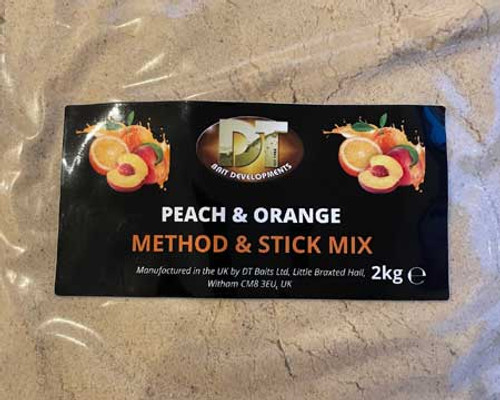 DT
BAIT DEVELOPMENTS
PEACH & ORANGE
METHOD & STICK MIX
Manufactured in the UK by DT Baits Ltd, Little Braxted Hall,
Witham CM8 3EU, UK
2kg ℮